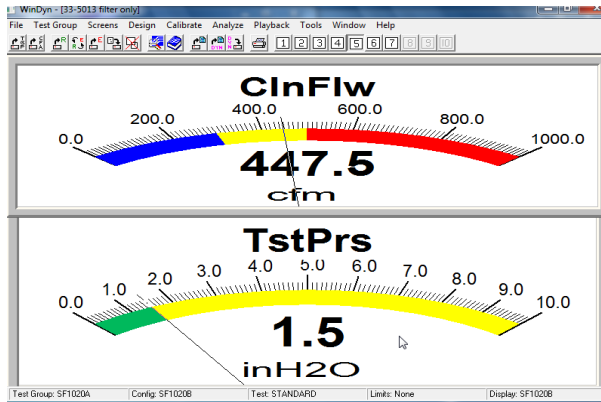 WinDyn - [33-5013 filter only]
File Test Group Screens Design Calibrate Analyze Playback Tools Window Help
1 2 3 4 5 6 7 8 9 10
ClnFlw
0.0 200.0 400.0 600.0 800.0 1000.0
447.5
cfm
TstPrs
0.0 1.0 2.0 3.0 4.0 5.0 6.0 7.0 8.0 9.0 10.0
1.5
inH2O
Test Group: SF1020A Config: SF1020B Test: STANDARD Limits: None Display: SF1020B